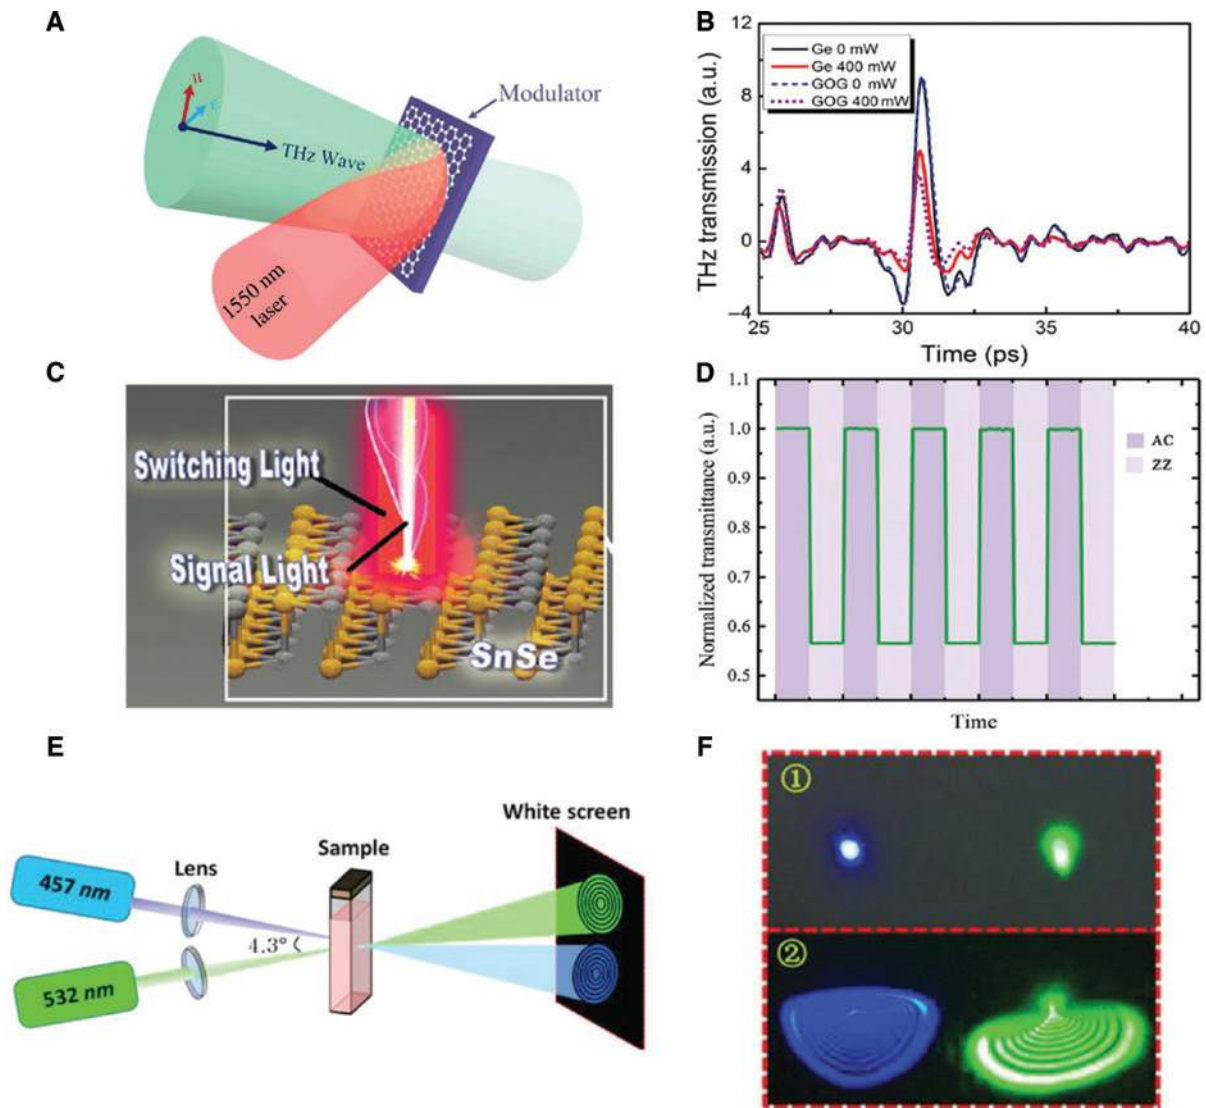 A
H
E
THz Wave
Modulator
1550 nm
laser
B
THz transmission (a.u.)
12
8
4
0
–4
Ge 0 mW
Ge 400 mW
GOG 0 mW
GOG 400 mW
25
30
35
40
Time (ps)
C
Switching Light
Signal Light
SnSe
D
Normalized transmittance (a.u.)
1.1
1.0
0.9
0.8
0.7
0.6
0.5
AC
ZZ
Time
E
457 nm
532 nm
Lens
4.3°
Sample
White screen
F
①
②